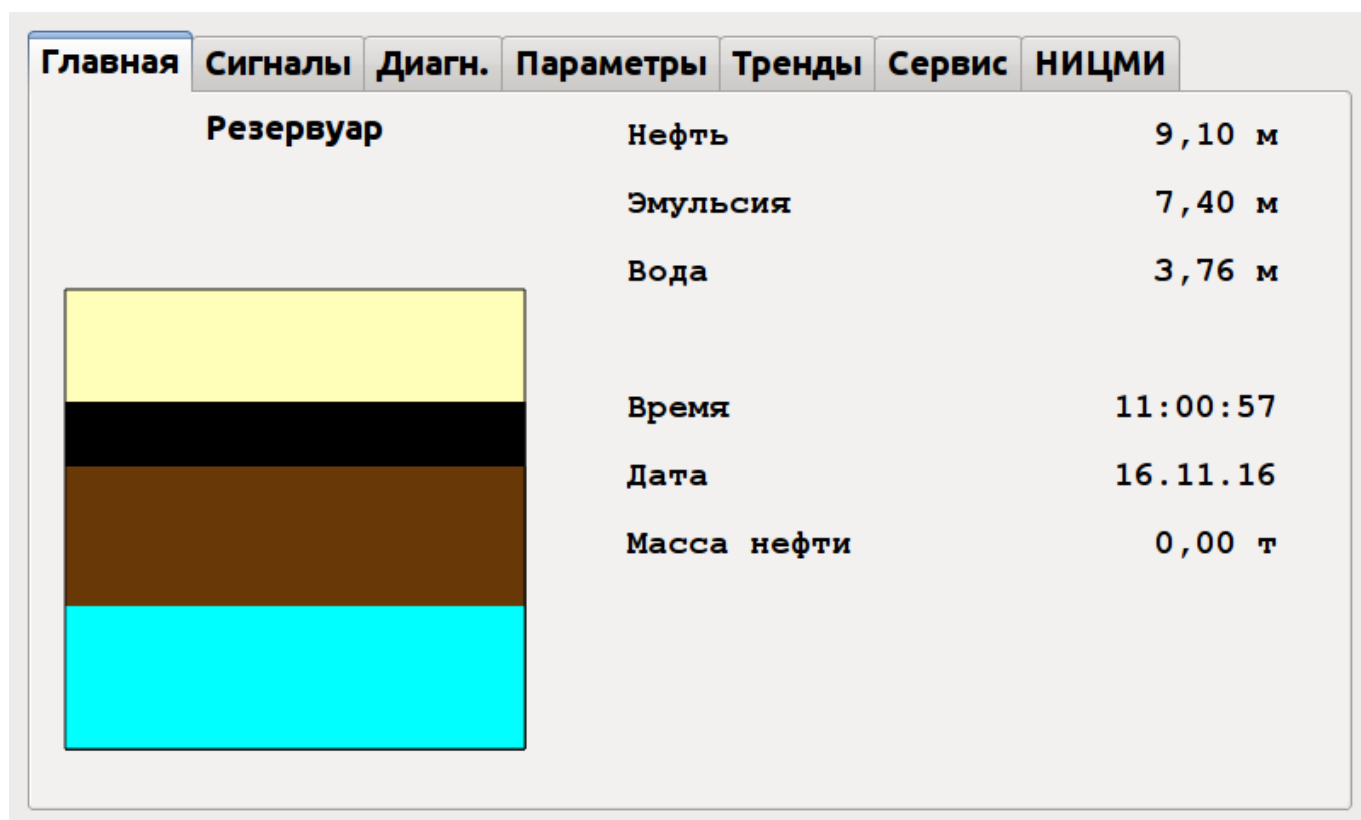 Главная Сигналы Диагн. Параметры Тренды Сервис НИЦМИ
Резервуар
Нефть 9,10 м
Эмульсия 7,40 м
Вода 3,76 м
Время 11:00:57
Дата 16.11.16
Масса нефти 0,00 т